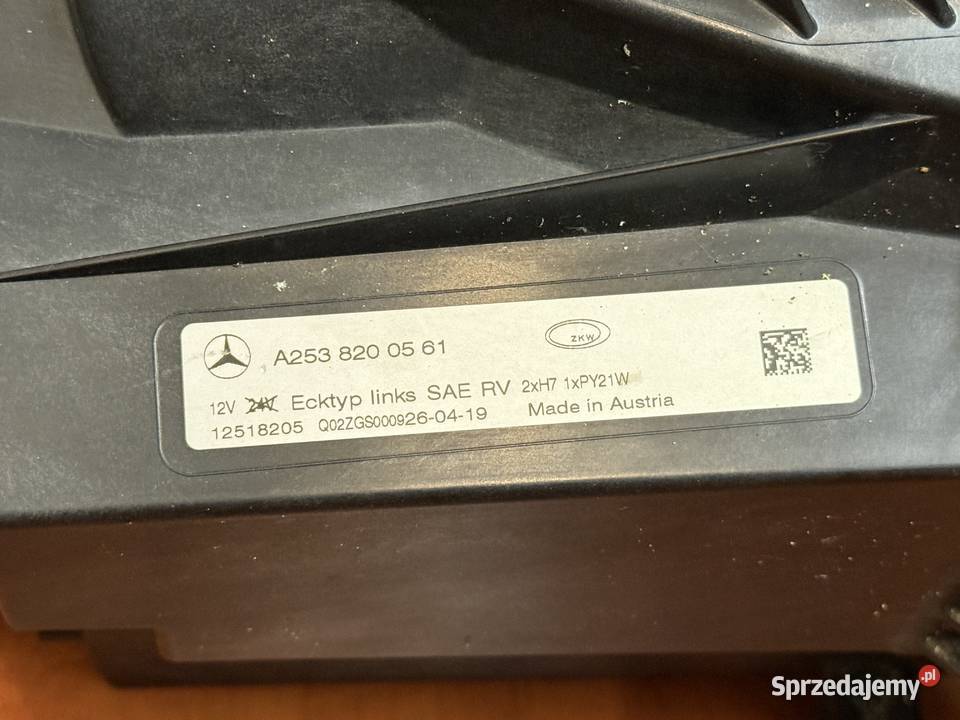 A253 820 05 61
ZKW
12V 24V Ecktyp links SAE RV 2xH7 1xPY21W
12518205 Q02ZGS000926-04-19 Made in Austria
Sprzedajemy.pl